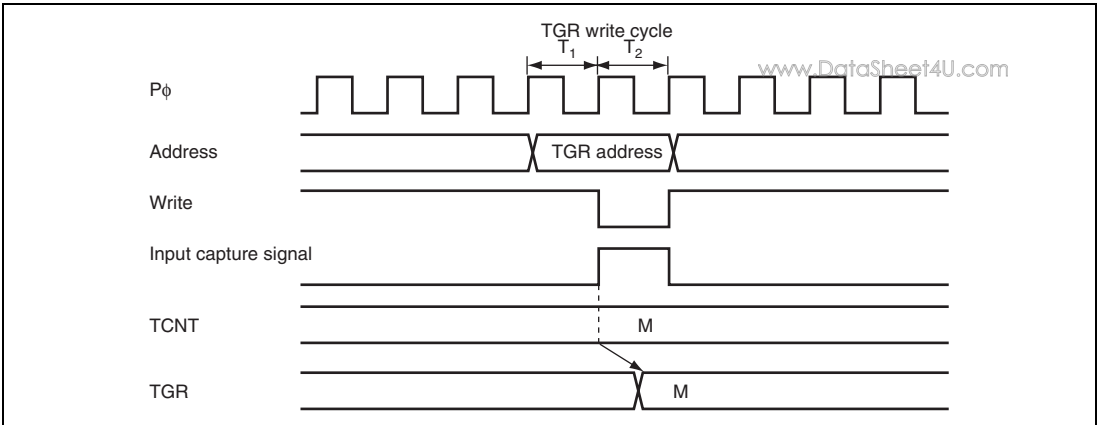 TGR write cycle
T1 T2
www.DataSheet4U.com
Pϕ
Address
TGR address
Write
Input capture signal
TCNT
M
TGR
M